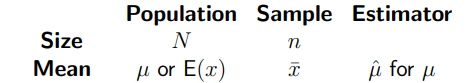 Population Sample Estimator
Size N n
Mean μ or E(x) x̄ μ̂ for μ